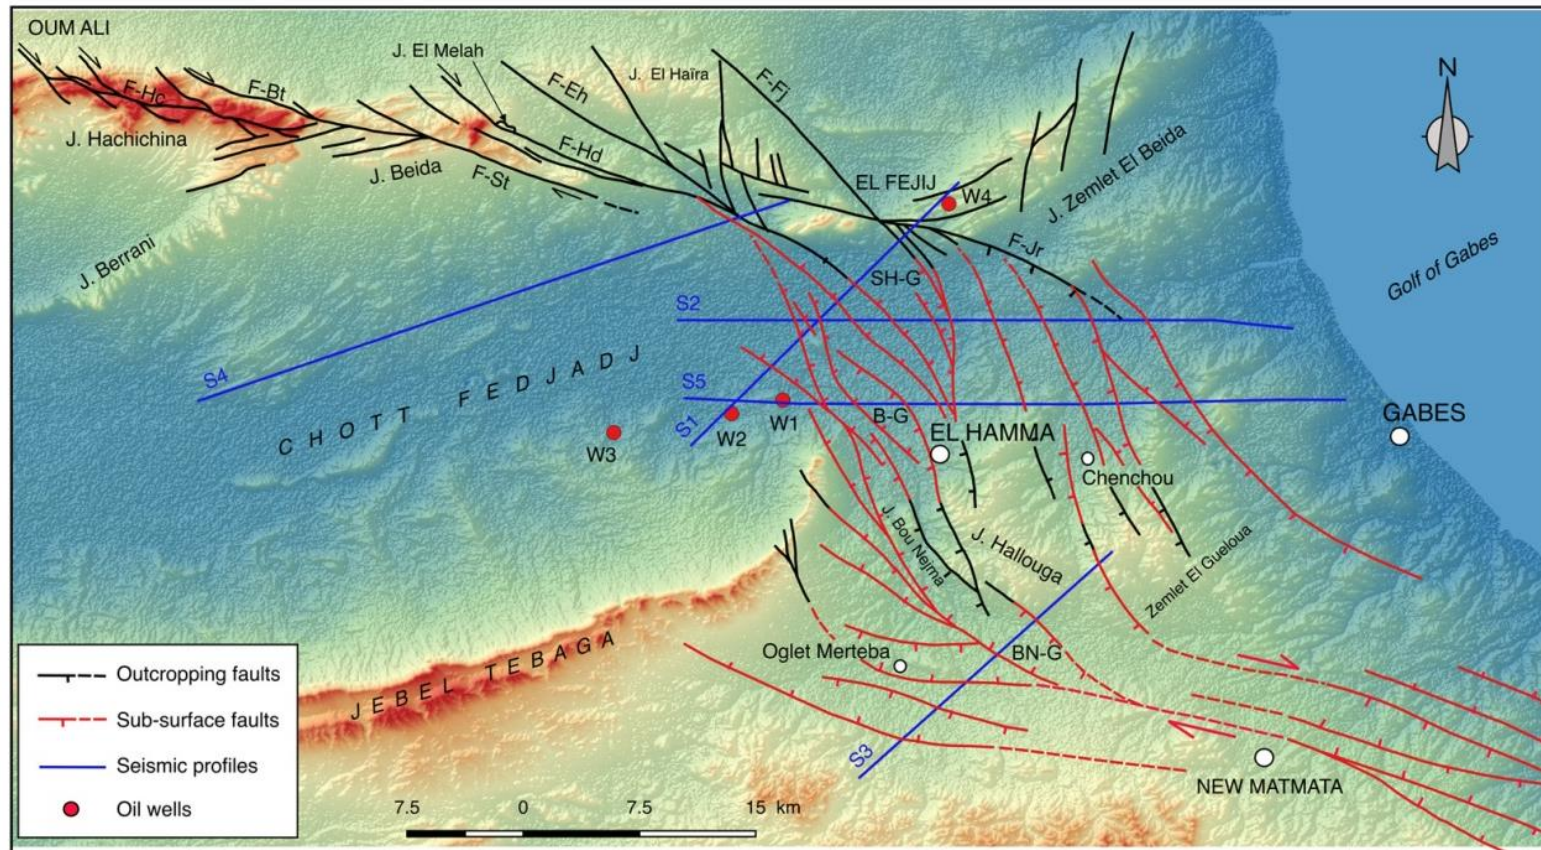 OUM ALI
J. El Melah
F-Eh
J. El Haïra
F-Fj
N
F-Hc
F-Bt
J. Hachichina
F-Hd
J. Beida
F-St
EL FEJIJ
W4
J. Zemlet El Beida
F-Jr
J. Berrani
Golf of Gabes
SH-G
S2
S4
CHOTT FEDJADJ
S5
S1
W1
W2
W3
B-G
EL HAMMA
GABES
Chenchou
J. Bou Nejma
J. Hallouga
Zemlet El Gueloua
Oglet Merteba
BN-G
JEBEL TEBAGA
S3
NEW MATMATA
Outcropping faults
Sub-surface faults
Seismic profiles
Oil wells
7.5 0 7.5 15 km